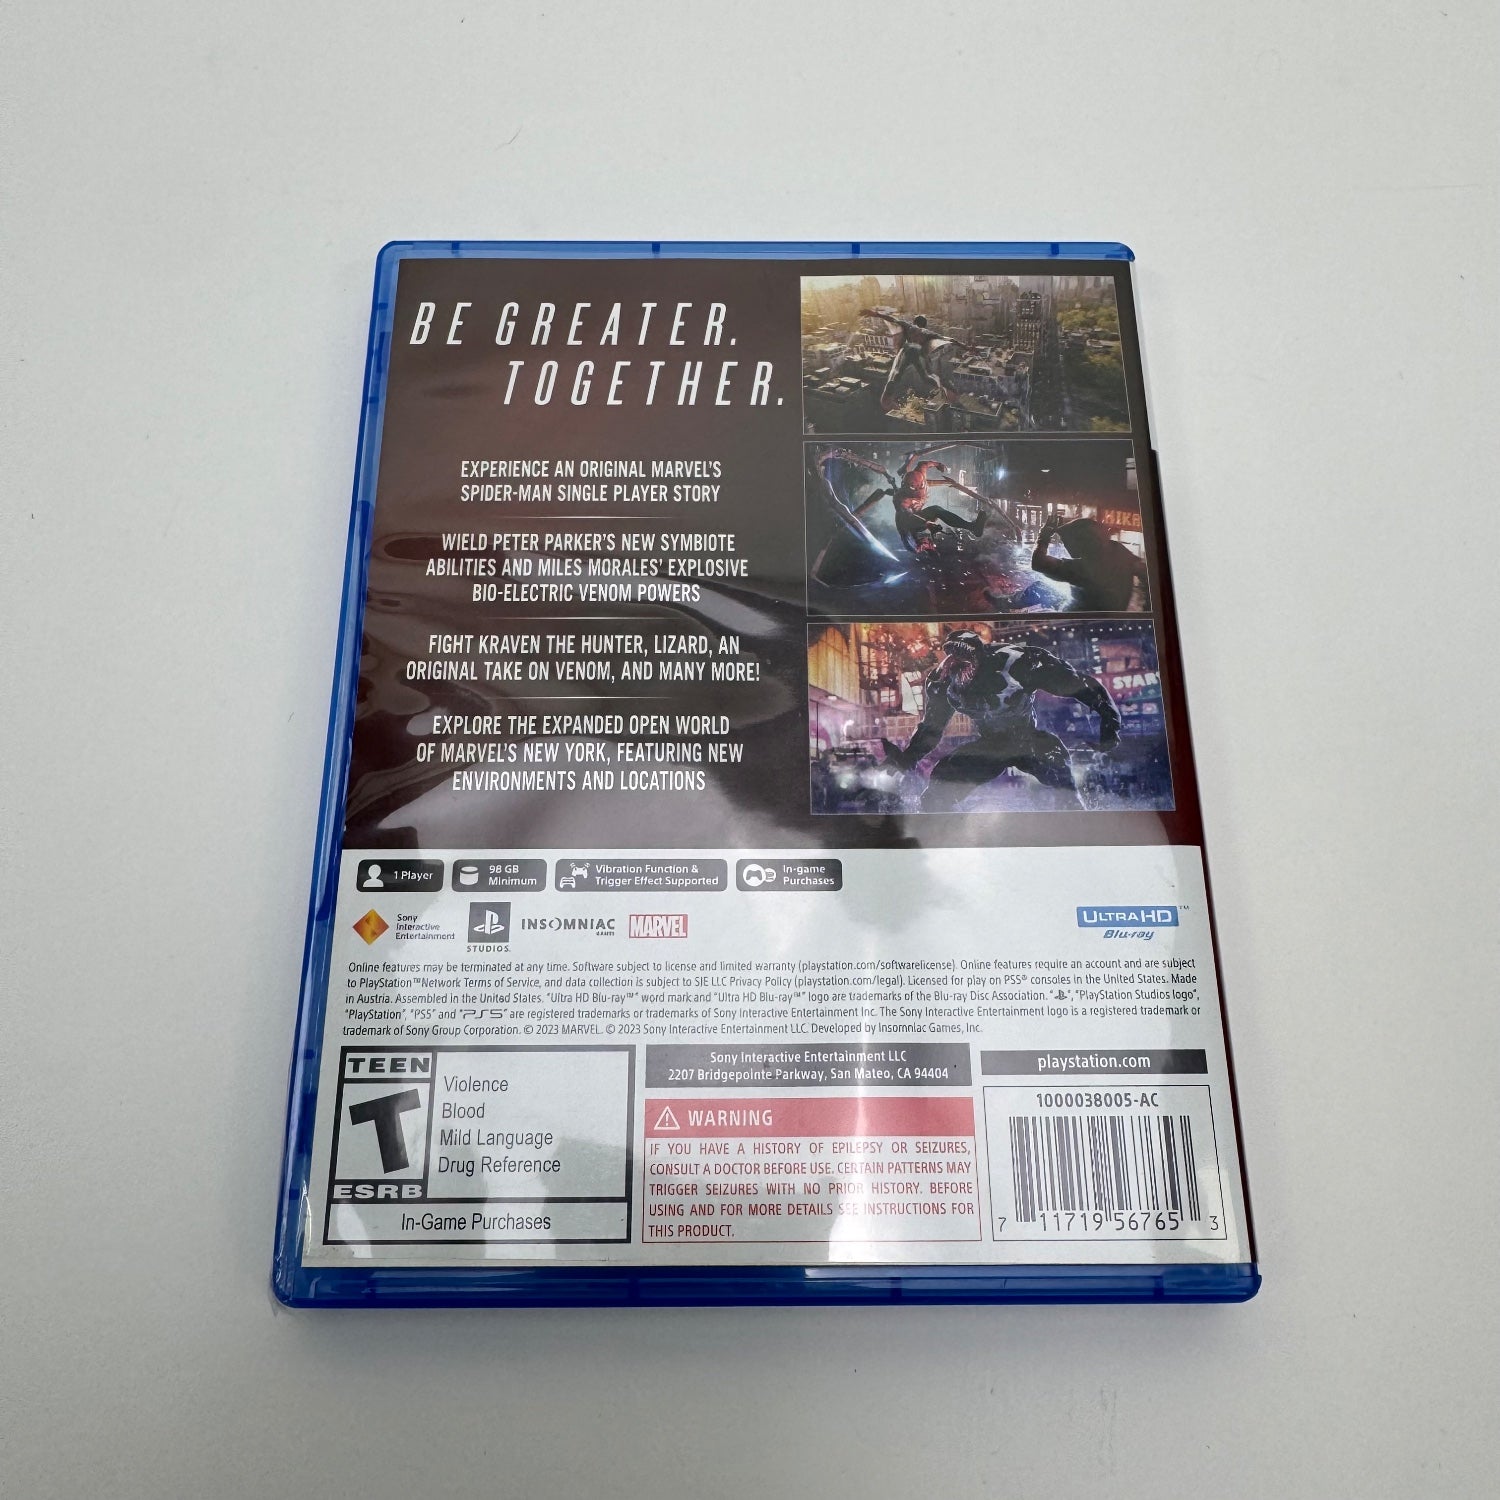 BE GREATER.
TOGETHER.
EXPERIENCE AN ORIGINAL MARVEL'S
SPIDER-MAN SINGLE PLAYER STORY
WIELD PETER PARKER'S NEW SYMBIOTE
ABILITIES AND MILES MORALES' EXPLOSIVE
BIO-ELECTRIC VENOM POWERS
FIGHT KRAVEN THE HUNTER, LIZARD, AN
ORIGINAL TAKE ON VENOM, AND MANY MORE!
EXPLORE THE EXPANDED OPEN WORLD
OF MARVEL'S NEW YORK, FEATURING NEW
ENVIRONMENTS AND LOCATIONS
STAR
1 Player
98 GB
Minimum
Vibration Function &
Trigger Effect Supported
In-game
Purchases
Sony
Interactive
Entertainment
STUDIOS
INSOMNIAC
GAMES
MARVEL
ULTRA HD™
Blu-ray
Online features may be terminated at any time. Software subject to license and limited warranty (playstation.com/softwarelicense). Online features require an account and are subject
to PlayStation™Network Terms of Service, and data collection is subject to SIE LLC Privacy Policy (playstation.com/legal). Licensed for play on PS5® consoles in the United States. Made
in Austria. Assembled in the United States. "Ultra HD Blu-ray™" word mark and "Ultra HD Blu-ray™" logo are trademarks of the Blu-ray Disc Association. " ", "PlayStation Studios logo",
"PlayStation", "PS5" and "PS5" are registered trademarks or trademarks of Sony Interactive Entertainment Inc. The Sony Interactive Entertainment logo is a registered trademark or
trademark of Sony Group Corporation. © 2023 MARVEL. © 2023 Sony Interactive Entertainment LLC. Developed by Insomniac Games, Inc.
TEEN
T
ESRB
Violence
Blood
Mild Language
Drug Reference
In-Game Purchases
Sony Interactive Entertainment LLC
2207 Bridgepointe Parkway, San Mateo, CA 94404
WARNING
IF YOU HAVE A HISTORY OF EPILEPSY OR SEIZURES,
CONSULT A DOCTOR BEFORE USE. CERTAIN PATTERNS MAY
TRIGGER SEIZURES WITH NO PRIOR HISTORY. BEFORE
USING AND FOR MORE DETAILS SEE INSTRUCTIONS FOR
THIS PRODUCT.
playstation.com
1000038005-AC
7 11719 56765 3